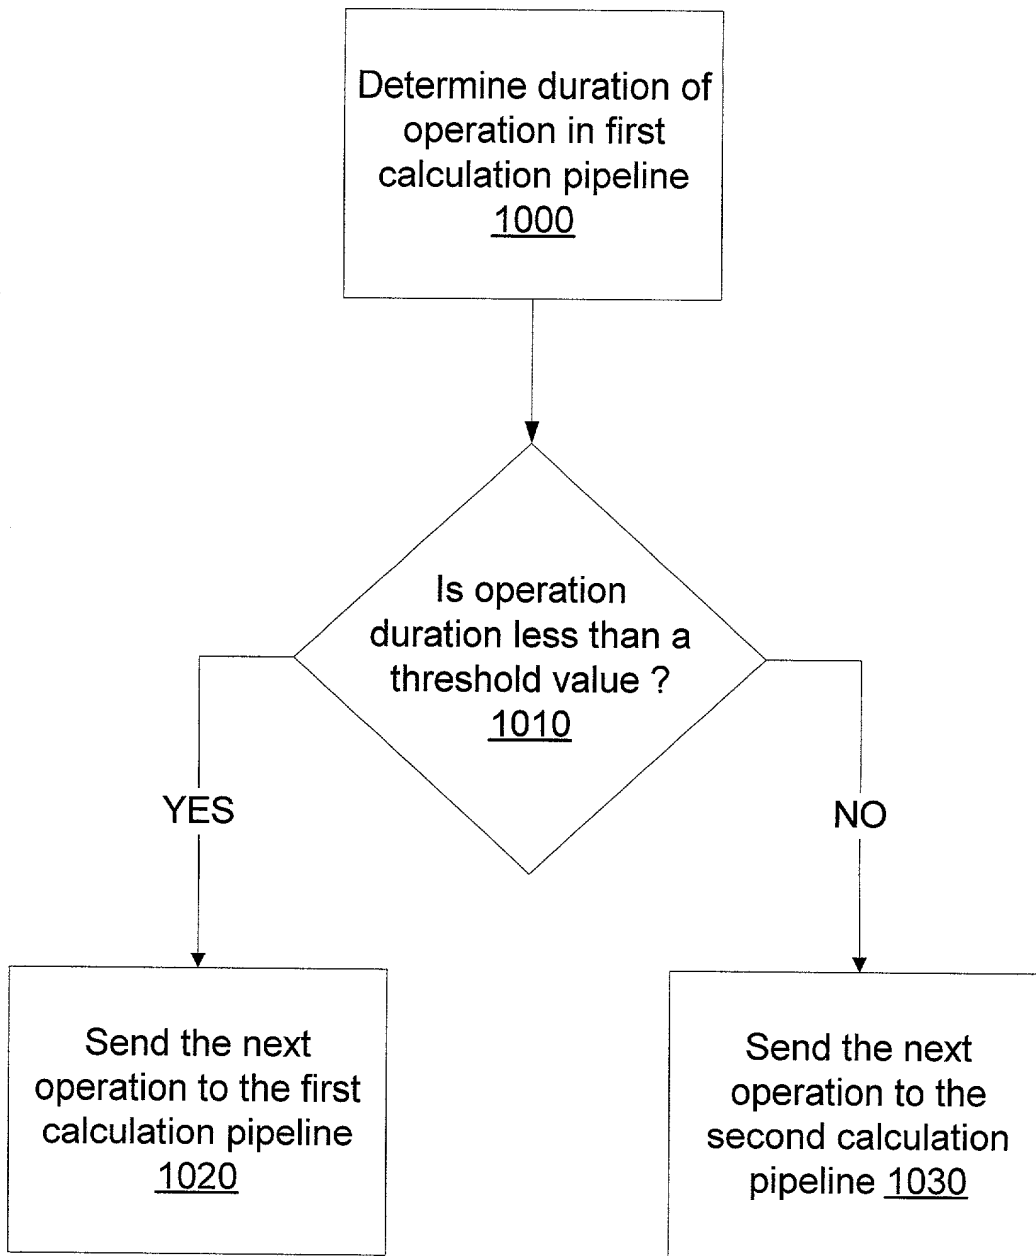 Determine duration of
operation in first
calculation pipeline
1000
Is operation
duration less than a
threshold value ?
1010
YES
NO
Send the next
operation to the first
calculation pipeline
1020
Send the next
operation to the
second calculation
pipeline 1030